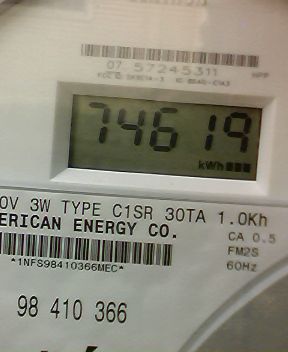 07 57245311
HPP
74619
kWh
0V 3W TYPE C1SR 30TA 1.0Kh
ERICAN ENERGY CO.
CA 0.5
FM2S
60Hz
*1NFS98410366MEC*
98 410 366